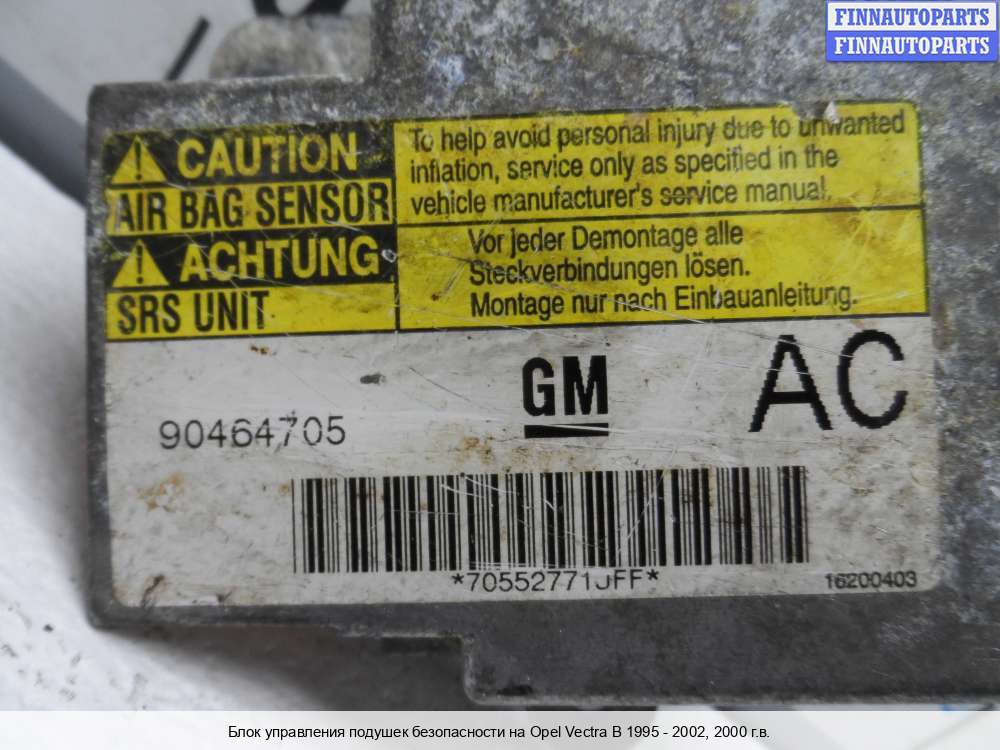 FINNAUTOPARTS
FINNAUTOPARTS
CAUTION
AIR BAG SENSOR
ACHTUNG
SRS UNIT
To help avoid personal injury due to unwanted
inflation, service only as specified in the
vehicle manufacturer's service manual.
Vor jeder Demontage alle
Steckverbindungen lösen.
Montage nur nach Einbauanleitung.
GM
AC
90464705
16200403
Блок управления подушек безопасности на Opel Vectra B 1995 - 2002, 2000 г.в.